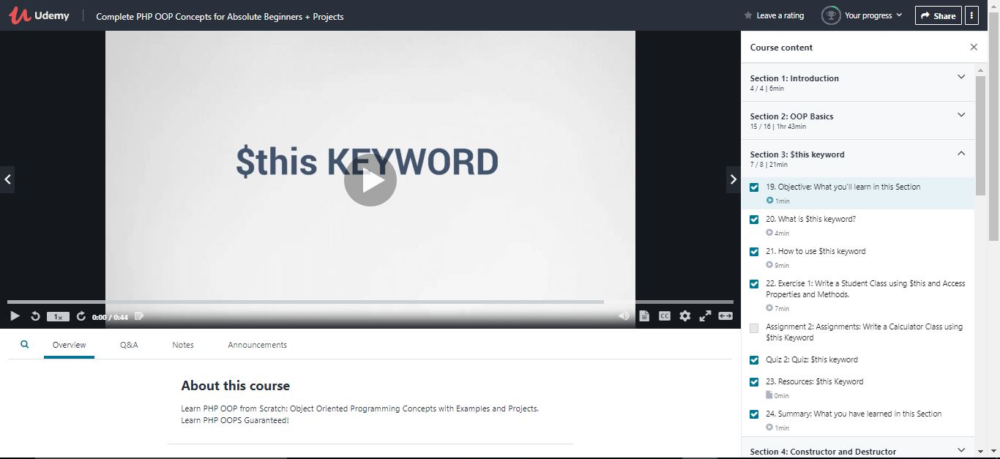 Udemy
Complete PHP OOP Concepts for Absolute Beginners + Projects
Leave a rating
Your progress
Share
$this KEYWORD
1x
0:00 / 0:44
CC
Overview
Q&A
Notes
Announcements
About this course
Learn PHP OOP from Scratch: Object Oriented Programming Concepts with Examples and Projects.
Learn PHP OOPS Guaranteed!
Course content
Section 1: Introduction
4 / 4 | 6min
Section 2: OOP Basics
15 / 16 | 1hr 43min
Section 3: $this keyword
7 / 8 | 21min
19. Objective: What you'll learn in this Section
1min
20. What is $this keyword?
4min
21. How to use $this keyword
9min
22. Exercise 1: Write a Student Class using $this and Access
Properties and Methods.
7min
Assignment 2: Assignments: Write a Calculator Class using
$this Keyword
Quiz 2: Quiz: $this keyword
23. Resources: $this Keyword
0min
24. Summary: What you have learned in this Section
1min
Section 4: Constructor and Destructor